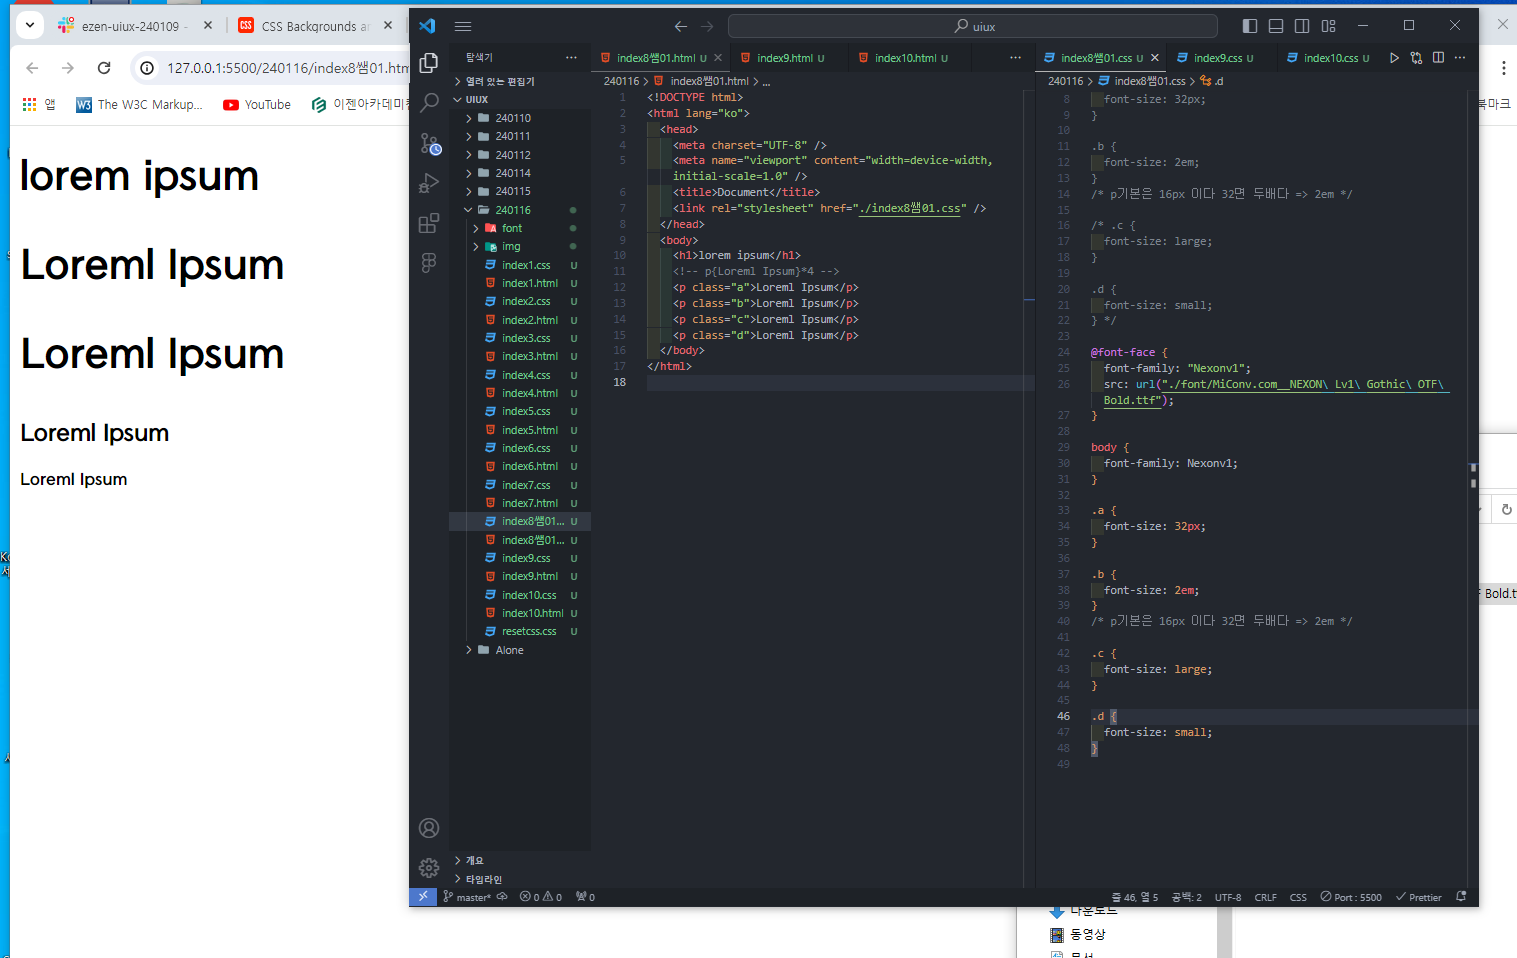 ezen-uiux-240109 -
CSS Backgrounds ar
127.0.0.1:5500/240116/index8쌤01.htm
앱
The W3C Markup...
YouTube
이젠아카데미컴
lorem ipsum
Loreml Ipsum
Loreml Ipsum
Loreml Ipsum
Loreml Ipsum
uiux
탐색기
열려 있는 편집기
UIUX
240110
240111
240112
240114
240115
240116
font
img
index1.css U
index1.html U
index2.css U
index2.html U
index3.css U
index3.html U
index4.css U
index4.html U
index5.css U
index5.html U
index6.css U
index6.html U
index7.css U
index7.html U
index8쌤01... U
index8쌤01... U
index9.css U
index9.html U
index10.css U
index10.html U
resetcss.css U
Alone
개요
타임라인
index8쌤01.html U
index9.html U
index10.html U
240116 > index8쌤01.html > ...
1 <!DOCTYPE html>
2 <html lang="ko">
3 <head>
4 <meta charset="UTF-8" />
5 <meta name="viewport" content="width=device-width,
initial-scale=1.0" />
6 <title>Document</title>
7 <link rel="stylesheet" href="./index8쌤01.css" />
8 </head>
9 <body>
10 <h1>lorem ipsum</h1>
11 <!-- p{Loreml Ipsum}*4 -->
12 <p class="a">Loreml Ipsum</p>
13 <p class="b">Loreml Ipsum</p>
14 <p class="c">Loreml Ipsum</p>
15 <p class="d">Loreml Ipsum</p>
16 </body>
17 </html>
18
index8쌤01.css U
index9.css U
index10.css U
240116 > index8쌤01.css > .d
8 font-size: 32px;
9 }
10
11 .b {
12 font-size: 2em;
13 }
14 /* p기본은 16px 이다 32면 두배다 => 2em */
15
16 /* .c {
17 font-size: large;
18 }
19
20 .d {
21 font-size: small;
22 } */
23
24 @font-face {
25 font-family: "Nexonv1";
26 src: url("./font/MiConv.com__NEXON\ Lv1\ Gothic\ OTF\
Bold.ttf");
27 }
28
29 body {
30 font-family: Nexonv1;
31 }
32
33 .a {
34 font-size: 32px;
35 }
36
37 .b {
38 font-size: 2em;
39 }
40 /* p기본은 16px 이다 32면 두배다 => 2em */
41
42 .c {
43 font-size: large;
44 }
45
46 .d {
47 font-size: small;
48 }
49
master*
0 0
0
줄 46, 열 5
공백: 2
UTF-8
CRLF
CSS
Port : 5500
Prettier
북마크
F Bold.tt
다운로드
동영상
문서